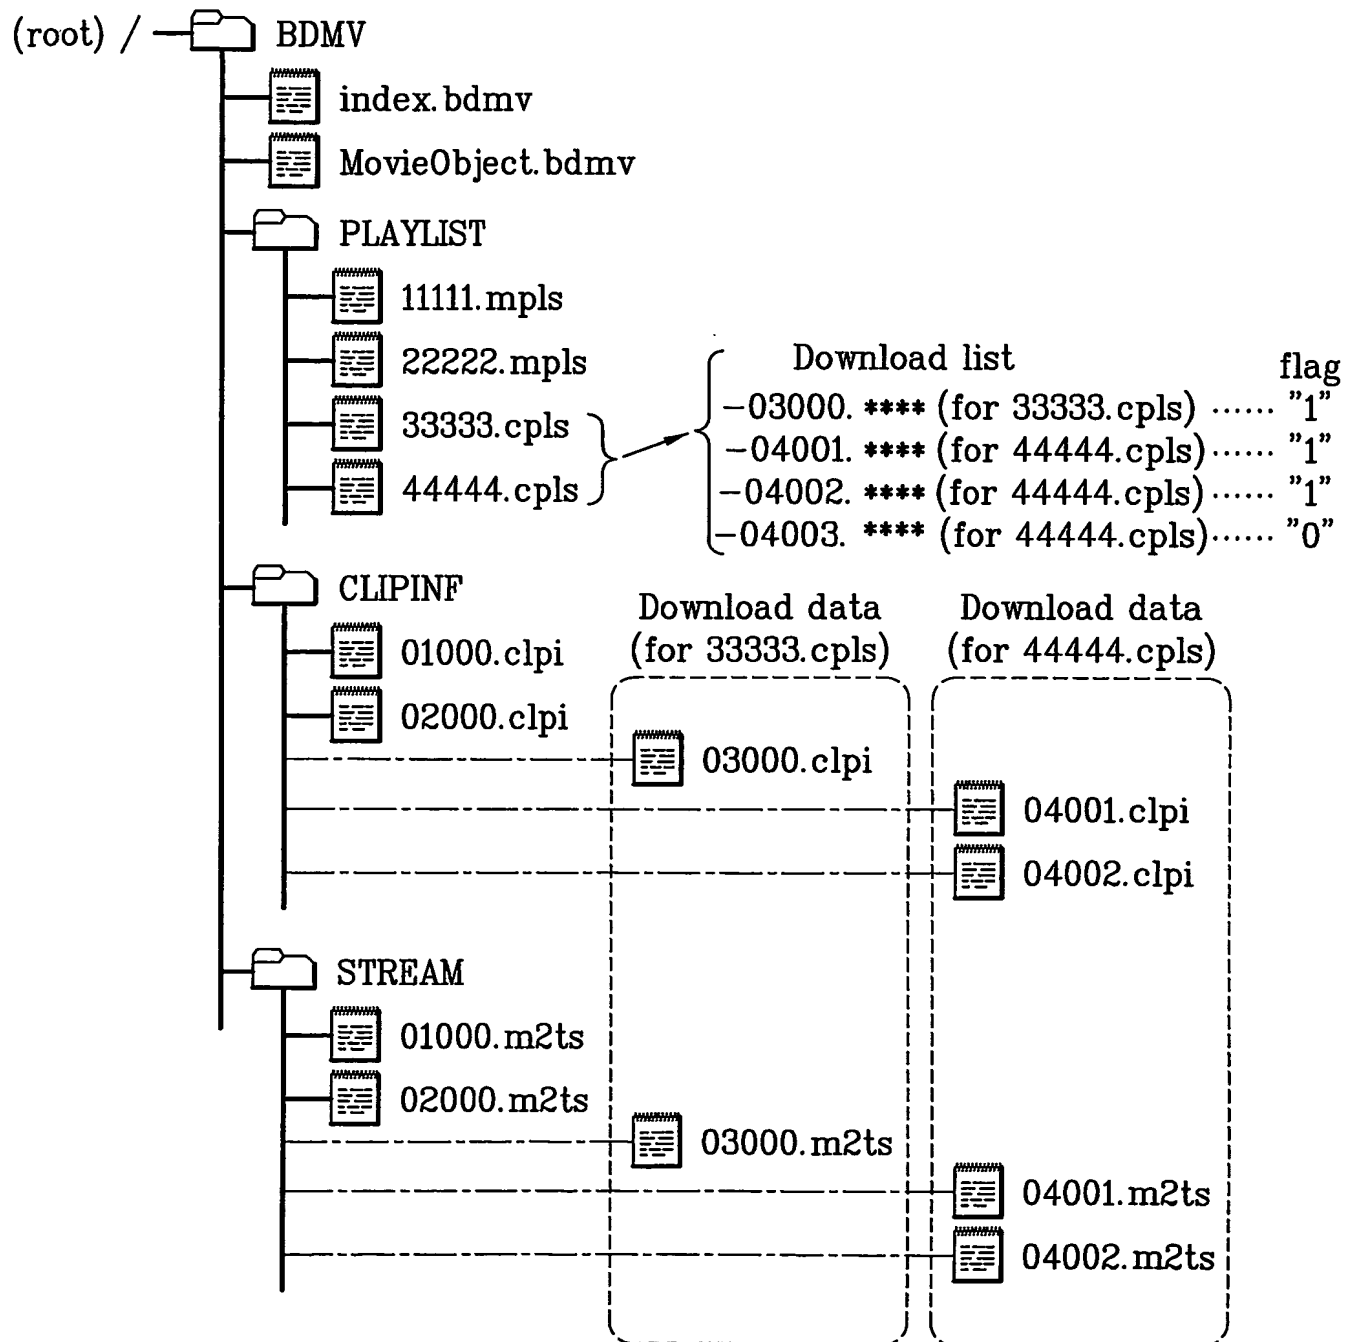 (root) / BDMV
index.bdmv
MovieObject.bdmv
PLAYLIST
11111.mpls
22222.mpls
33333.cpls
44444.cpls
Download list
flag
-03000. **** (for 33333.cpls) ...... "1"
-04001. **** (for 44444.cpls) ...... "1"
-04002. **** (for 44444.cpls) ...... "1"
-04003. **** (for 44444.cpls) ...... "0"
CLIPINF
01000.clpi
02000.clpi
Download data
(for 33333.cpls)
Download data
(for 44444.cpls)
03000.clpi
04001.clpi
04002.clpi
STREAM
01000.m2ts
02000.m2ts
03000.m2ts
04001.m2ts
04002.m2ts